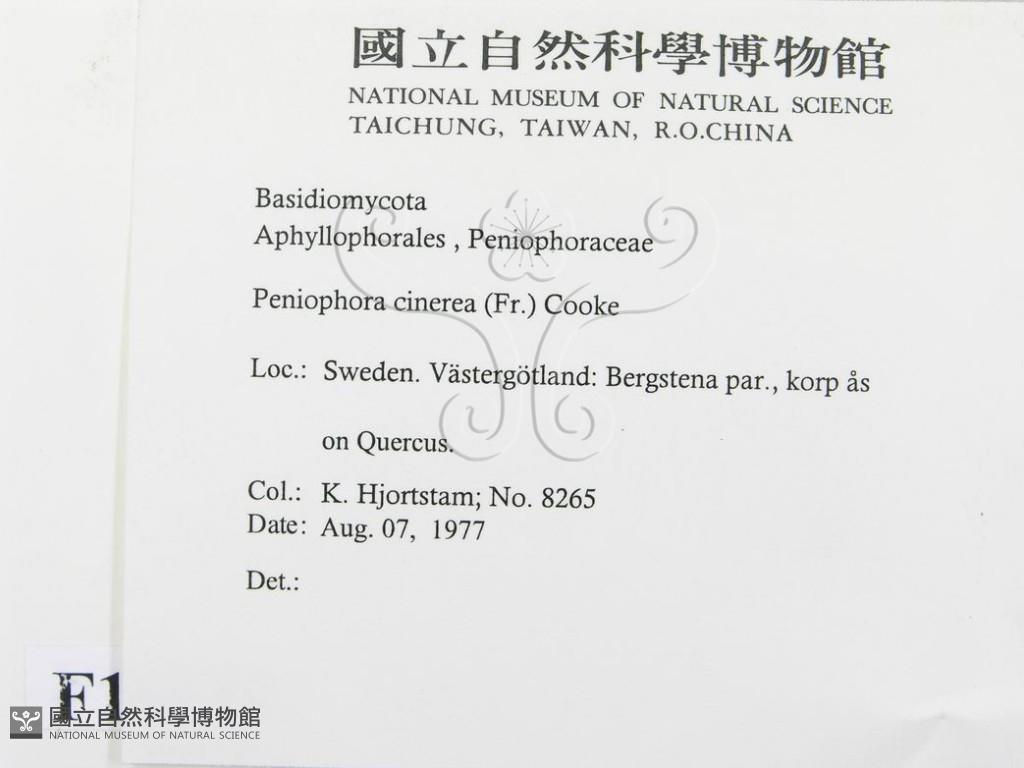 國立自然科學博物館
NATIONAL MUSEUM OF NATURAL SCIENCE
TAICHUNG, TAIWAN, R.O.CHINA
Basidiomycota
Aphyllophorales , Peniophoraceae
Peniophora cinerea (Fr.) Cooke
Loc.: Sweden. Västergötland: Bergstena par., korp ås
on Quercus.
Col.: K. Hjortstam; No. 8265
Date: Aug. 07, 1977
Det.:
F1
國立自然科學博物館
NATIONAL MUSEUM OF NATURAL SCIENCE